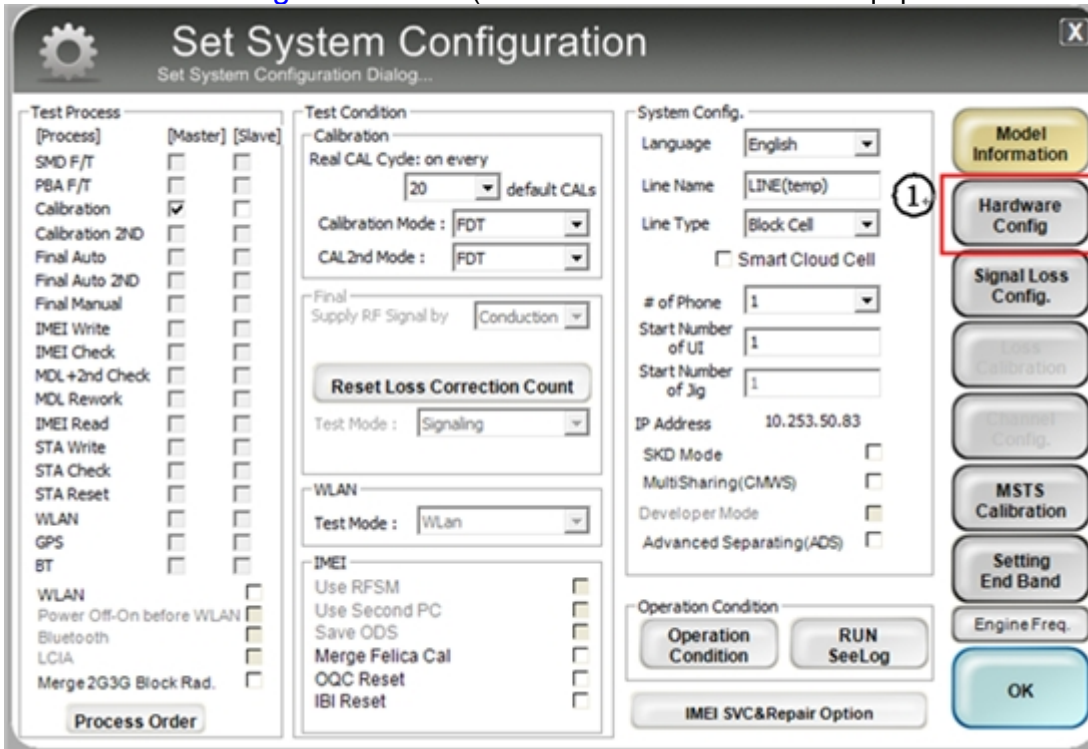 Set System Configuration
X
Set System Configuration Dialog...
Test Process
[Process] [Master] [Slave]
SMD F/T
PBA F/T
Calibration
Calibration 2ND
Final Auto
Final Auto 2ND
Final Manual
IMEI Write
IMEI Check
MDL+2nd Check
MDL Rework
IMEI Read
STA Write
STA Check
STA Reset
WLAN
GPS
BT
WLAN
Power Off-On before WLAN
Bluetooth
LCIA
Merge 2G3G Block Rad.
Process Order
Test Condition
Calibration
Real CAL Cycle: on every
20 default CALs
Calibration Mode : FDT
CAL2nd Mode : FDT
Final
Supply RF Signal by Conduction
Reset Loss Correction Count
Test Mode : Signaling
WLAN
Test Mode : WLan
IMEI
Use RFSM
Use Second PC
Save ODS
Merge Felica Cal
OQC Reset
IBI Reset
System Config.
Language English
Line Name LINE(temp)
Line Type Block Cell
Smart Cloud Cell
# of Phone 1
Start Number
of UI 1
Start Number
of Jig 1
IP Address 10.253.50.83
SKD Mode
MultiSharing(CMWS)
Developer Mode
Advanced Separating(ADS)
Operation Condition
Operation
Condition
RUN
SeeLog
IMEI SVC&Repair Option
Model
Information
1
Hardware
Config
Signal Loss
Config.
Loss
Calibration
Channel
Config.
MSTS
Calibration
Setting
End Band
Engine Freq.
OK